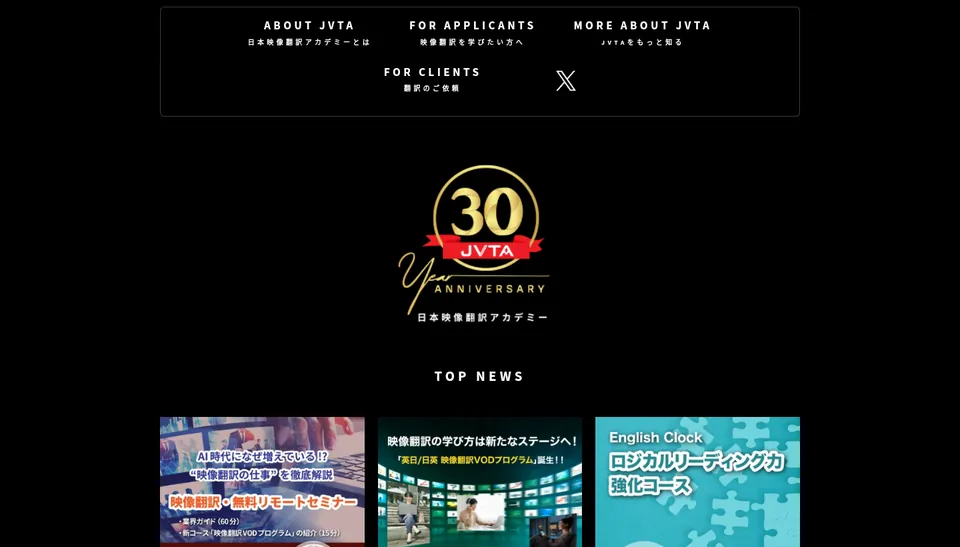 ABOUT JVTA
日本映像翻訳アカデミーとは
FOR APPLICANTS
映像翻訳を学びたい方へ
MORE ABOUT JVTA
JVTAをもっと知る
FOR CLIENTS
翻訳のご依頼
30
JVTA
Year
ANNIVERSARY
日本映像翻訳アカデミー
TOP NEWS
AI時代になぜ増えている!?
“映像翻訳の仕事” を徹底解説
映像翻訳・無料リモートセミナー
・業界ガイド(60分)
・新コース「映像翻訳VODプログラム」の紹介(15分)
映像翻訳の学び方は新たなステージへ!
「英日/日英 映像翻訳VODプログラム」誕生!!
English Clock
ロジカルリーディング力
強化コース